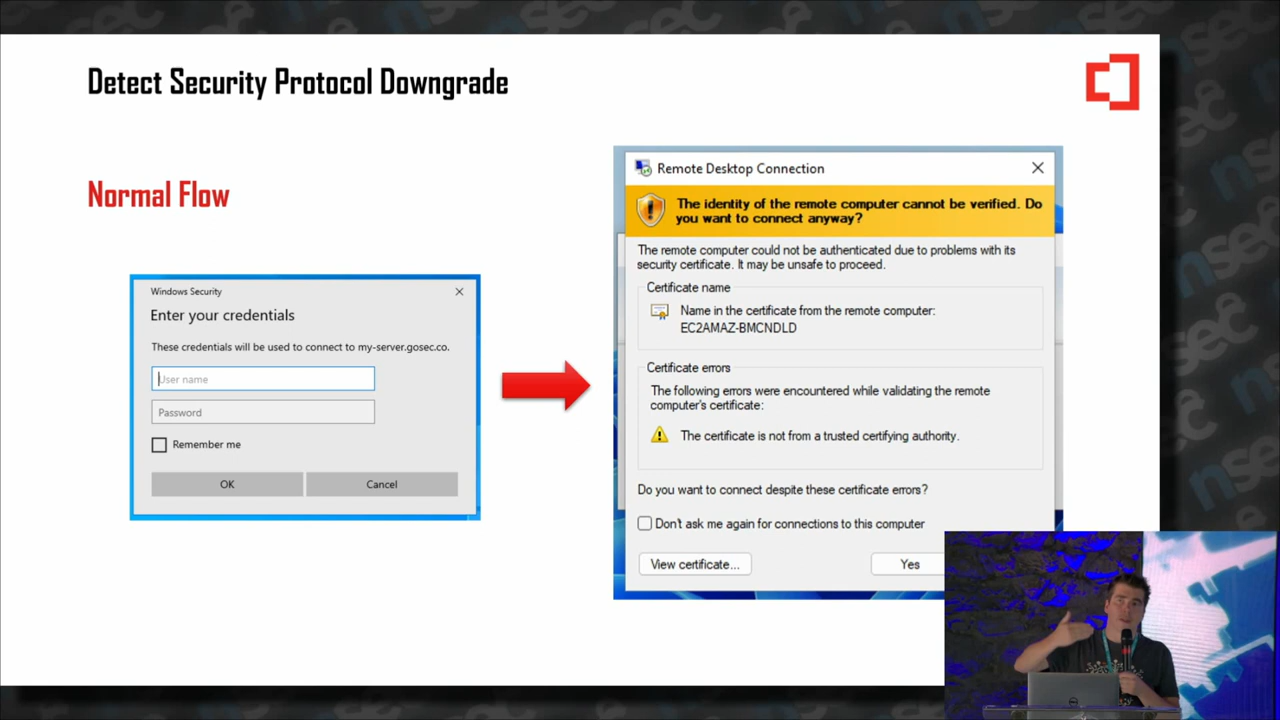 Detect Security Protocol Downgrade
Normal Flow
Windows Security
Enter your credentials
These credentials will be used to connect to my-server.gosec.co.
User name
Password
Remember me
OK
Cancel
Remote Desktop Connection
The identity of the remote computer cannot be verified. Do
you want to connect anyway?
The remote computer could not be authenticated due to problems with its
security certificate. It may be unsafe to proceed.
Certificate name
Name in the certificate from the remote computer:
EC2AMAZ-BMCNDLD
Certificate errors
The following errors were encountered while validating the remote
computer's certificate:
The certificate is not from a trusted certifying authority.
Do you want to connect despite these certificate errors?
Don't ask me again for connections to this computer
View certificate...
Yes
nsec